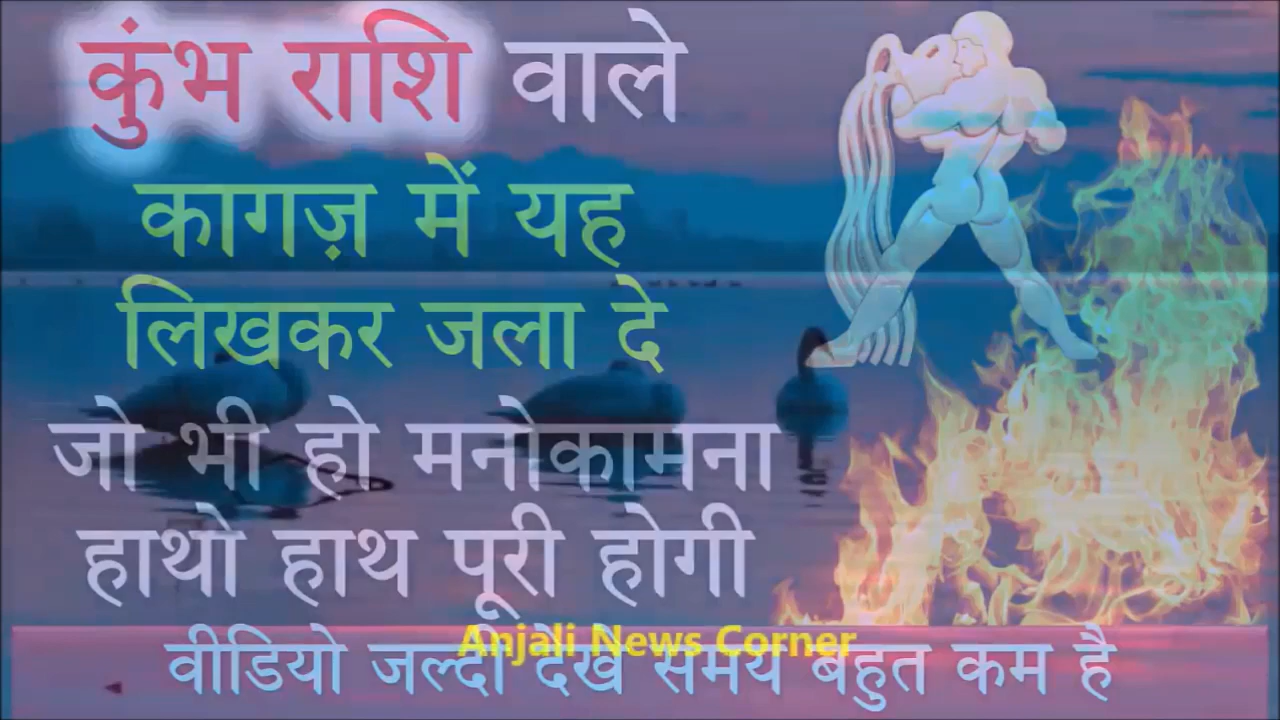 कुंभ राशि वाले
कागज़ में यह
लिखकर जला दे
जो भी हो मनोकामना
हाथो हाथ पूरी होगी
Anjali News Corner
वीडियो जल्दी देखें समय बहुत कम है